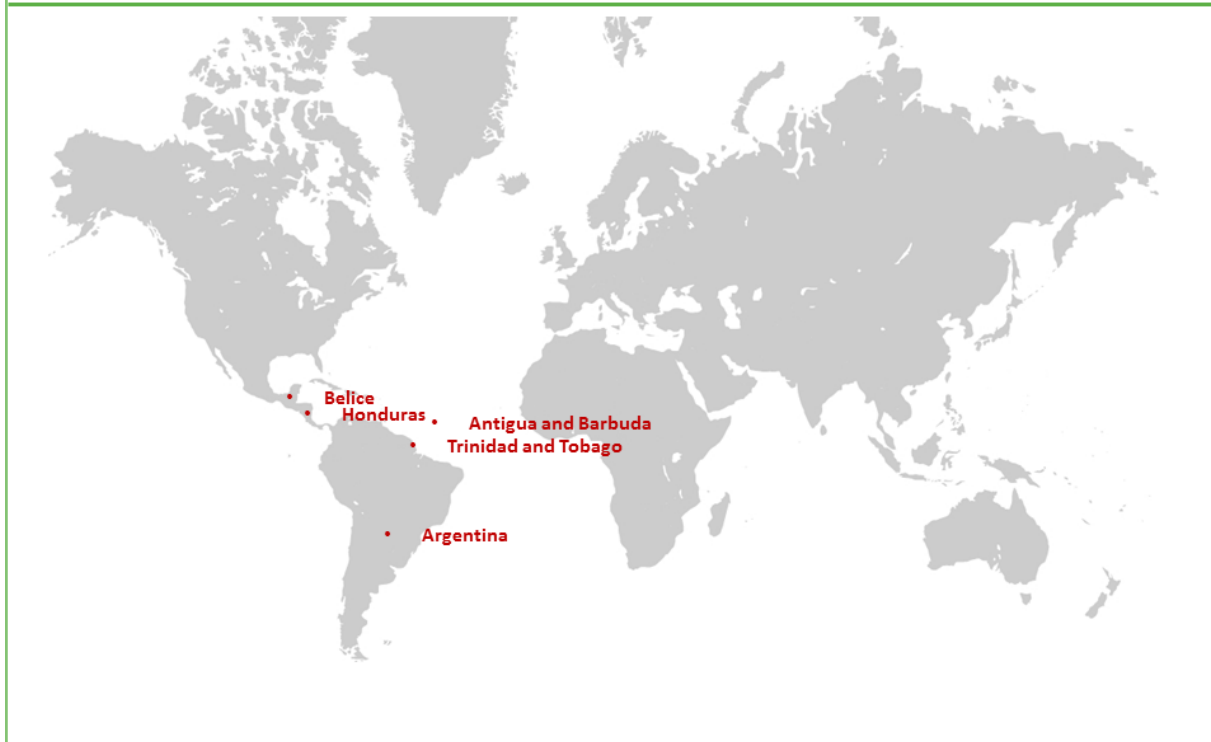 Belice
Honduras
Antigua and Barbuda
Trinidad and Tobago
Argentina